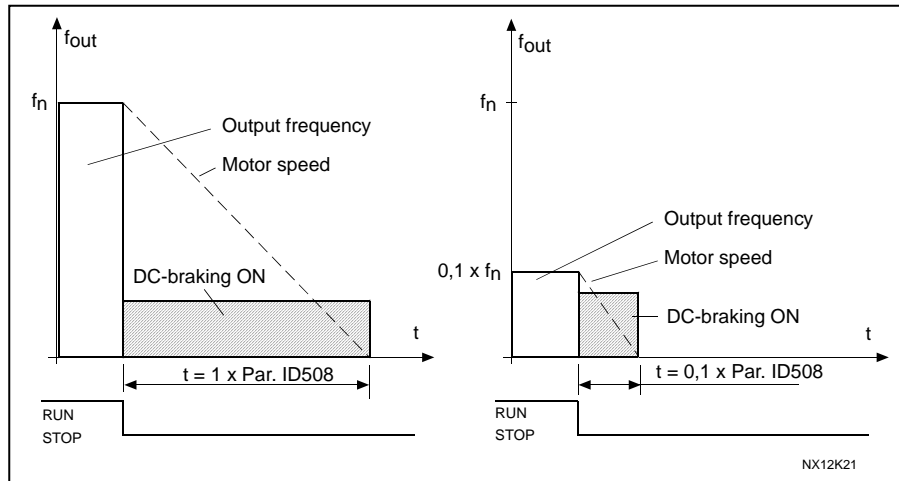 fout
fn
Output frequency
Motor speed
DC-braking ON
t
t = 1 x Par. ID508
RUN
STOP
fout
fn
Output frequency
Motor speed
0,1 x fn
DC-braking ON
t
t = 0,1 x Par. ID508
RUN
STOP
NX12K21